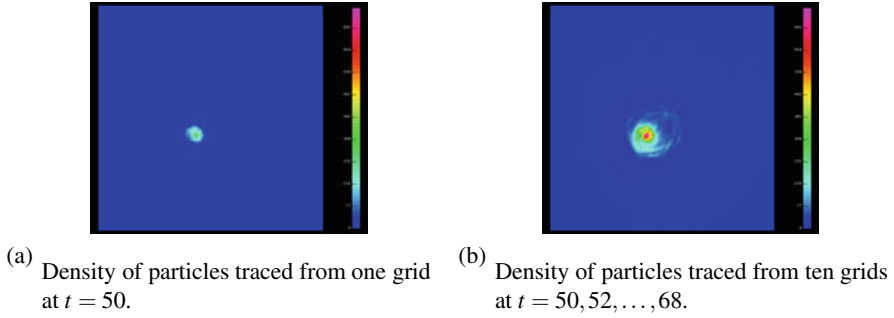 (a) Density of particles traced from one grid
at t = 50.
(b) Density of particles traced from ten grids
at t = 50,52,...,68.